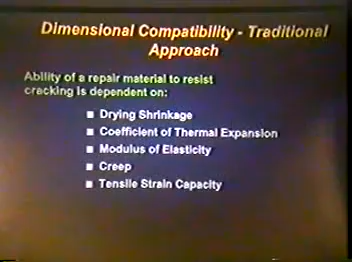 Dimensional Compatibility - Traditional
Approach
Ability of a repair material to resist
cracking is dependent on:
■ Drying Shrinkage
■ Coefficient of Thermal Expansion
■ Modulus of Elasticity
■ Creep
■ Tensile Strain Capacity